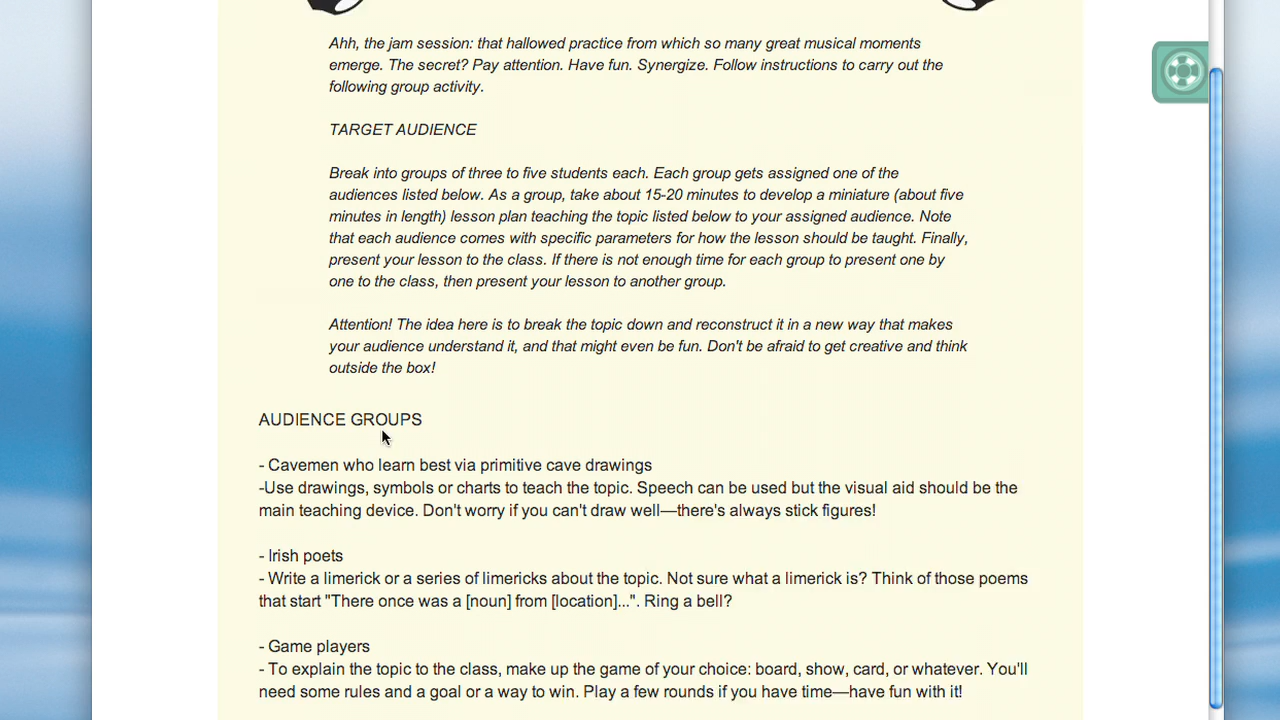 Ahh, the jam session: that hallowed practice from which so many great musical moments
emerge. The secret? Pay attention. Have fun. Synergize. Follow instructions to carry out the
following group activity.
TARGET AUDIENCE
Break into groups of three to five students each. Each group gets assigned one of the
audiences listed below. As a group, take about 15-20 minutes to develop a miniature (about five
minutes in length) lesson plan teaching the topic listed below to your assigned audience. Note
that each audience comes with specific parameters for how the lesson should be taught. Finally,
present your lesson to the class. If there is not enough time for each group to present one by
one to the class, then present your lesson to another group.
Attention! The idea here is to break the topic down and reconstruct it in a new way that makes
your audience understand it, and that might even be fun. Don't be afraid to get creative and think
outside the box!
AUDIENCE GROUPS
- Cavemen who learn best via primitive cave drawings
-Use drawings, symbols or charts to teach the topic. Speech can be used but the visual aid should be the
main teaching device. Don't worry if you can't draw well—there's always stick figures!
- Irish poets
- Write a limerick or a series of limericks about the topic. Not sure what a limerick is? Think of those poems
that start "There once was a [noun] from [location]...". Ring a bell?
- Game players
- To explain the topic to the class, make up the game of your choice: board, show, card, or whatever. You'll
need some rules and a goal or a way to win. Play a few rounds if you have time—have fun with it!